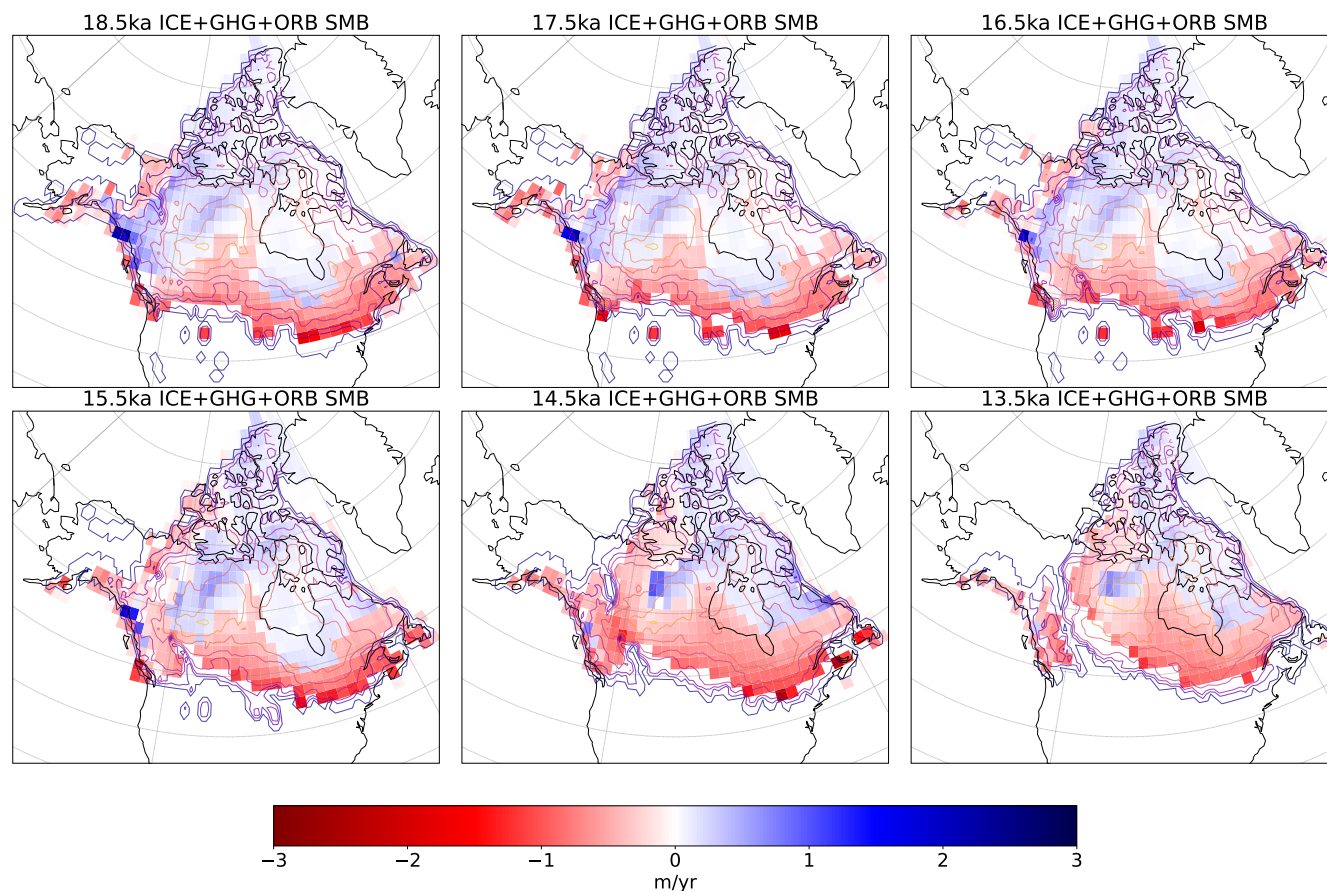 18.5ka ICE+GHG+ORB SMB
17.5ka ICE+GHG+ORB SMB
16.5ka ICE+GHG+ORB SMB
15.5ka ICE+GHG+ORB SMB
14.5ka ICE+GHG+ORB SMB
13.5ka ICE+GHG+ORB SMB
−3 −2 −1 0 1 2 3
m/yr